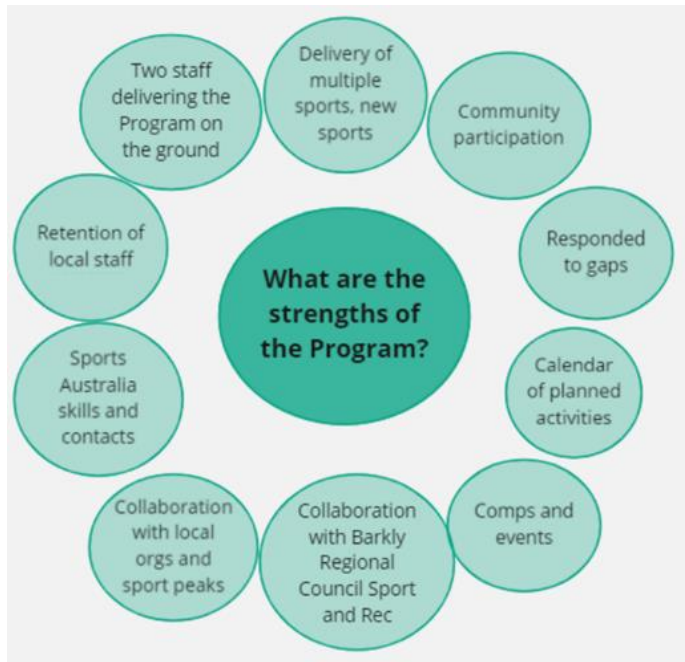 What are the
strengths of
the Program?
Delivery of
multiple
sports, new
sports
Community
participation
Responded
to gaps
Calendar
of planned
activities
Comps and
events
Collaboration
with Barkly
Regional
Council Sport
and Rec
Collaboration
with local
orgs and
sport peaks
Sports
Australia
skills and
contacts
Retention of
local staff
Two staff
delivering the
Program on
the ground